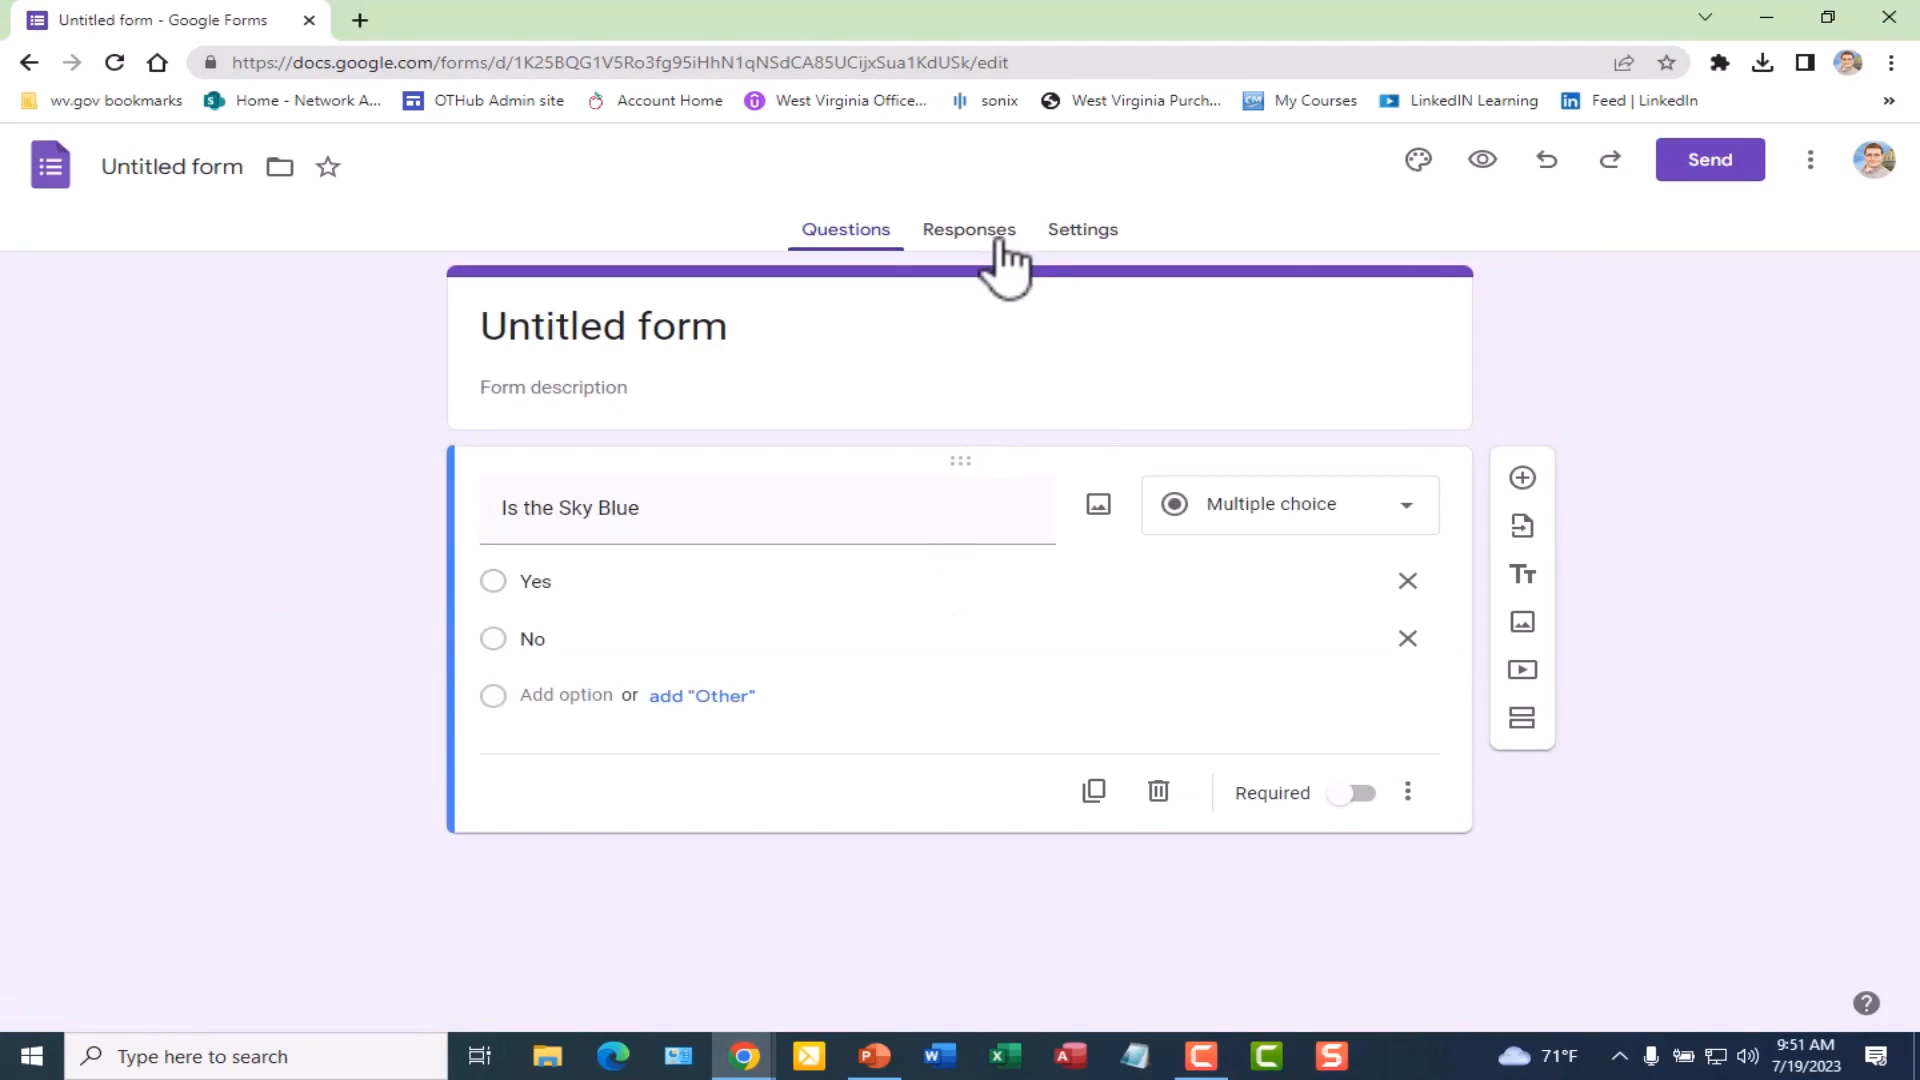 Untitled form - Google Forms
https://docs.google.com/forms/d/1K25BQG1V5Ro3fg95iHhN1qNSdCA85UCijxSua1KdUSk/edit
wv.gov bookmarks Home - Network A... OTHub Admin site Account Home West Virginia Office... sonix West Virginia Purch... My Courses LinkedIN Learning Feed | LinkedIn »
Untitled form Send
Questions Responses Settings
Untitled form
Form description
Is the Sky Blue Multiple choice
Yes
No
Add option or add "Other"
Required
Type here to search
71°F
9:51 AM
7/19/2023